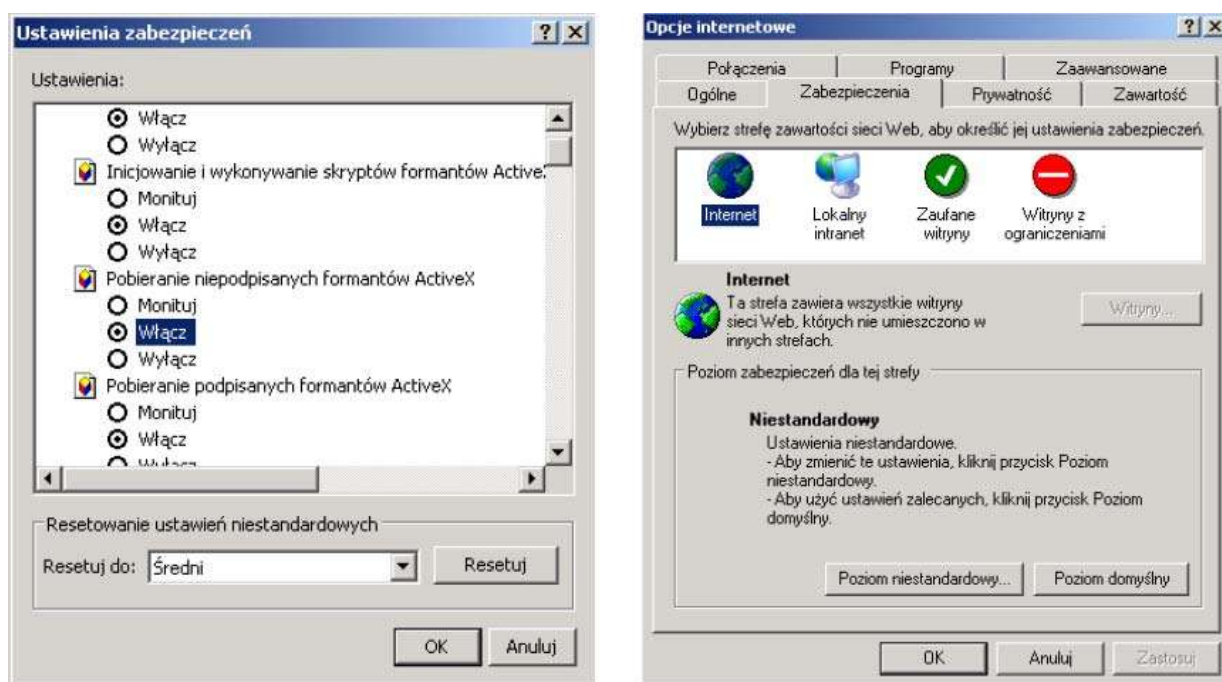 Ustawienia zabezpieczeń
Ustawienia:
Włącz
Wyłącz
Inicjowanie i wykonywanie skryptów formantów Active
Monituj
Włącz
Wyłącz
Pobieranie niepodpisanych formantów ActiveX
Monituj
Włącz
Wyłącz
Pobieranie podpisanych formantów ActiveX
Monituj
Włącz
Resetowanie ustawień niestandardowych
Resetuj do: Średni Resetuj
OK Anuluj
Opcje internetowe
Połączenia Programy Zaawansowane
Ogólne Zabezpieczenia Prywatność Zawartość
Wybierz strefę zawartości sieci Web, aby określić jej ustawienia zabezpieczeń.
Internet Lokalny intranet Zaufane witryny Witryny z ograniczeniami
Internet
Ta strefa zawiera wszystkie witryny
sieci Web, których nie umieszczono w
innych strefach.
Witryny...
Poziom zabezpieczeń dla tej strefy
Niestandardowy
Ustawienia niestandardowe.
- Aby zmienić te ustawienia, kliknij przycisk Poziom
niestandardowy.
- Aby użyć ustawień zalecanych, kliknij przycisk Poziom
domyślny.
Poziom niestandardowy... Poziom domyślny
OK Anuluj Zastosuj